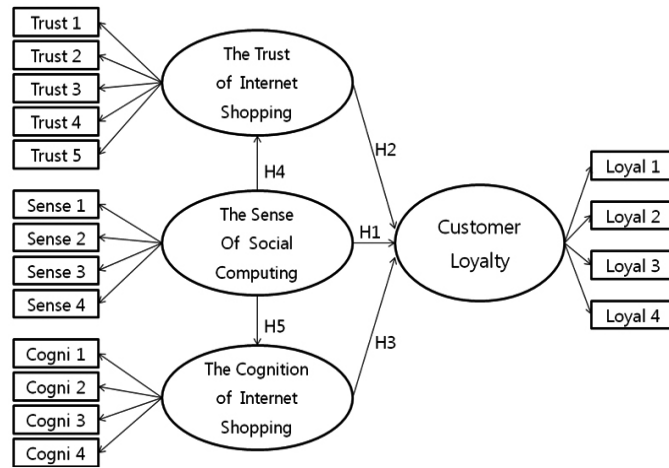 Trust 1
Trust 2
Trust 3
Trust 4
Trust 5
The Trust
of Internet
Shopping
H2
H4
Sense 1
Sense 2
Sense 3
Sense 4
The Sense
Of Social
Computing
H1
Customer
Loyalty
Loyal 1
Loyal 2
Loyal 3
Loyal 4
H5
H3
Cogni 1
Cogni 2
Cogni 3
Cogni 4
The Cognition
of Internet
Shopping